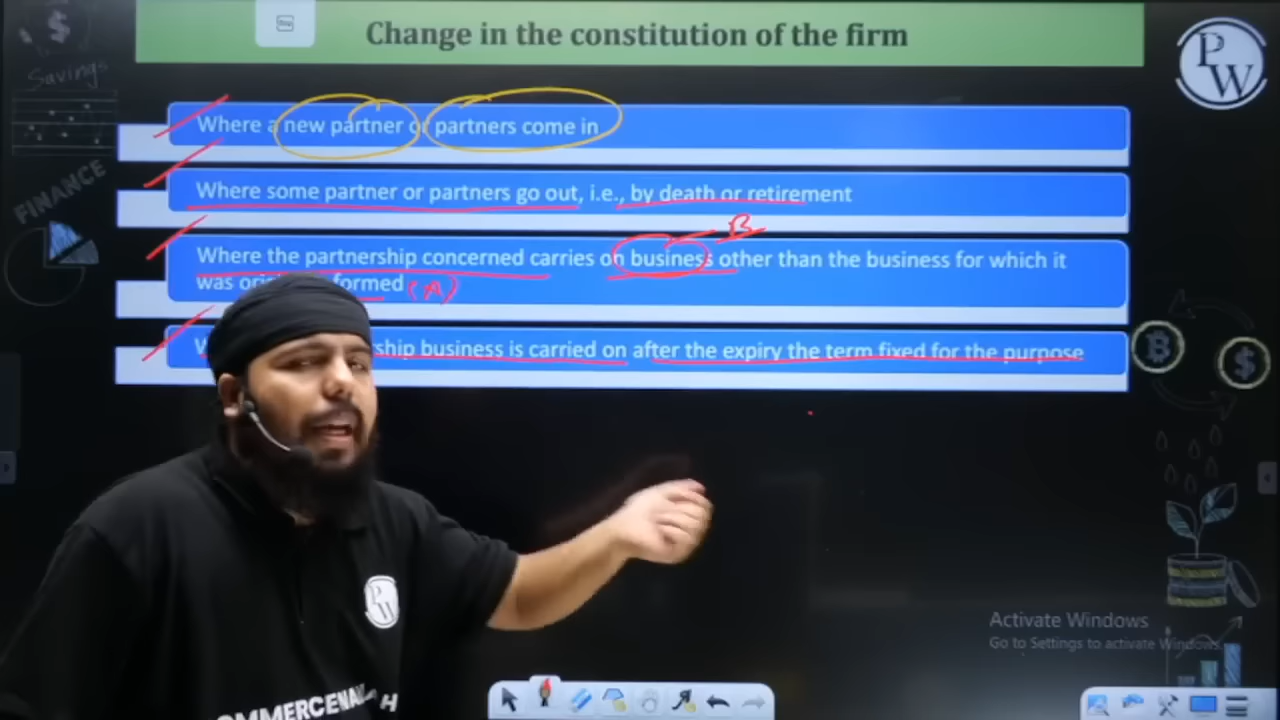 Change in the constitution of the firm
P
W
Savings
Where a new partner or partners come in
FINANCE
Where some partner or partners go out, i.e., by death or retirement
B
Where the partnership concerned carries on business other than the business for which it
was formed (A)
ship business is carried on after the expiry the term fixed for the purpose
P
W
Activate Windows
Go to Settings to activate Windows.